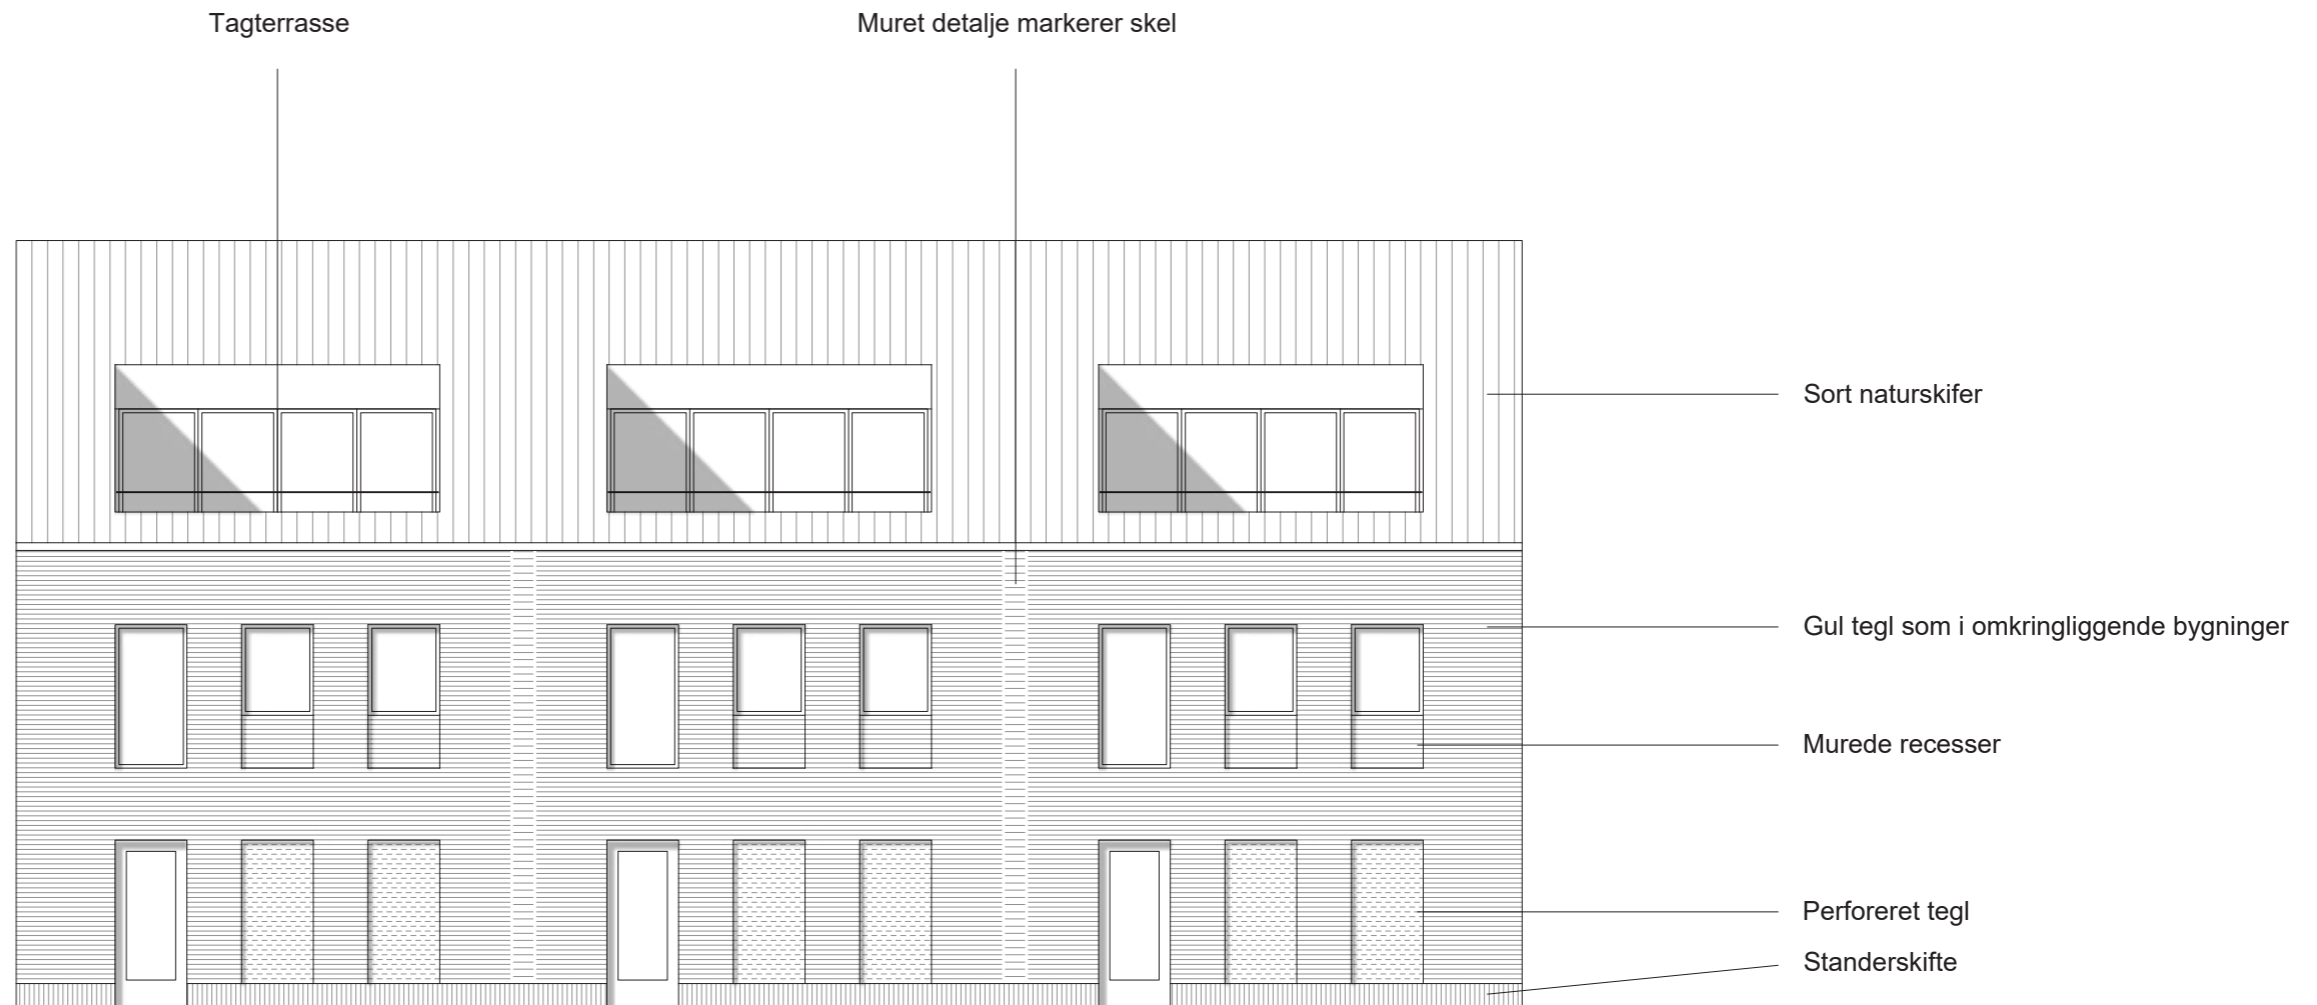 Tagterrasse
Muret detalje markerer skel
Sort naturskifer
Gul tegl som i omkringliggende bygninger
Murede recesser
Perforeret tegl
Standerskifte